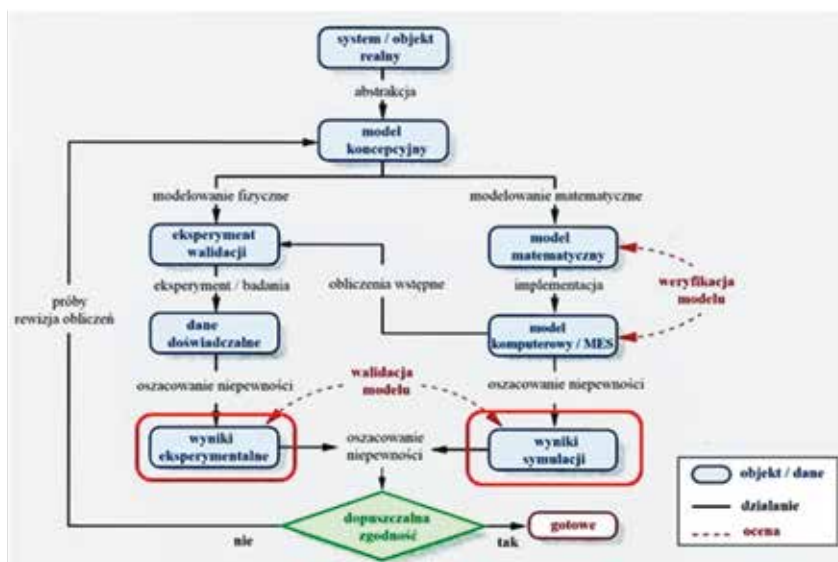 system / objekt
realny
abstrakcja
model
koncepcyjny
modelowanie fizyczne
modelowanie matematyczne
eksperyment
walidacji
model
matematyczny
eksperyment / badania
obliczenia wstępne
implementacja
weryfikacja
modelu
próby
rewizja obliczeń
dane
doświadczalne
model
komputerowy / MES
oszacowanie niepewności
walidacja
modelu
oszacowanie niepewności
wyniki
eksperymentalne
oszacowanie
niepewności
wyniki
symulacji
objekt / dane
działanie
ocena
dopuszczalna
zgodność
nie
tak
gotowe